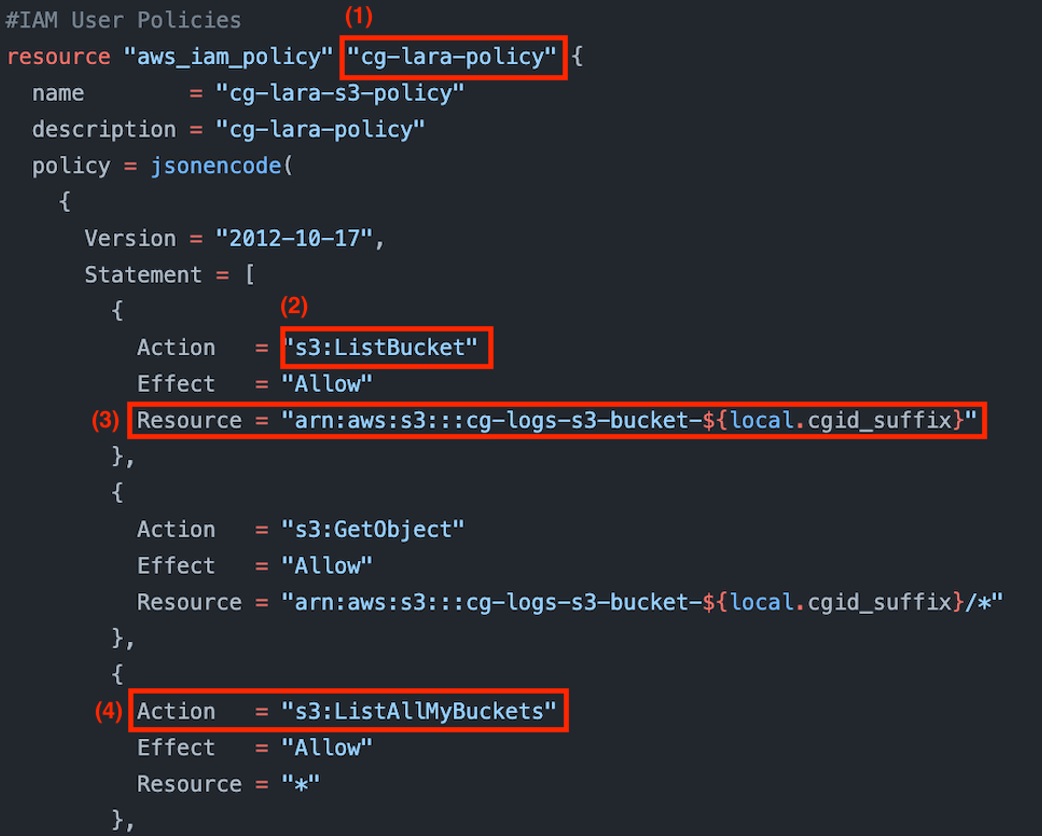 #IAM User Policies
(1)
resource "aws_iam_policy" "cg-lara-policy" {
name = "cg-lara-s3-policy"
description = "cg-lara-policy"
policy = jsonencode(
{
Version = "2012-10-17",
Statement = [
{
(2)
Action = "s3:ListBucket"
Effect = "Allow"
(3) Resource = "arn:aws:s3:::cg-logs-s3-bucket-${local.cgid_suffix}"
},
{
Action = "s3:GetObject"
Effect = "Allow"
Resource = "arn:aws:s3:::cg-logs-s3-bucket-${local.cgid_suffix}/*"
},
{
(4) Action = "s3:ListAllMyBuckets"
Effect = "Allow"
Resource = "*"
},